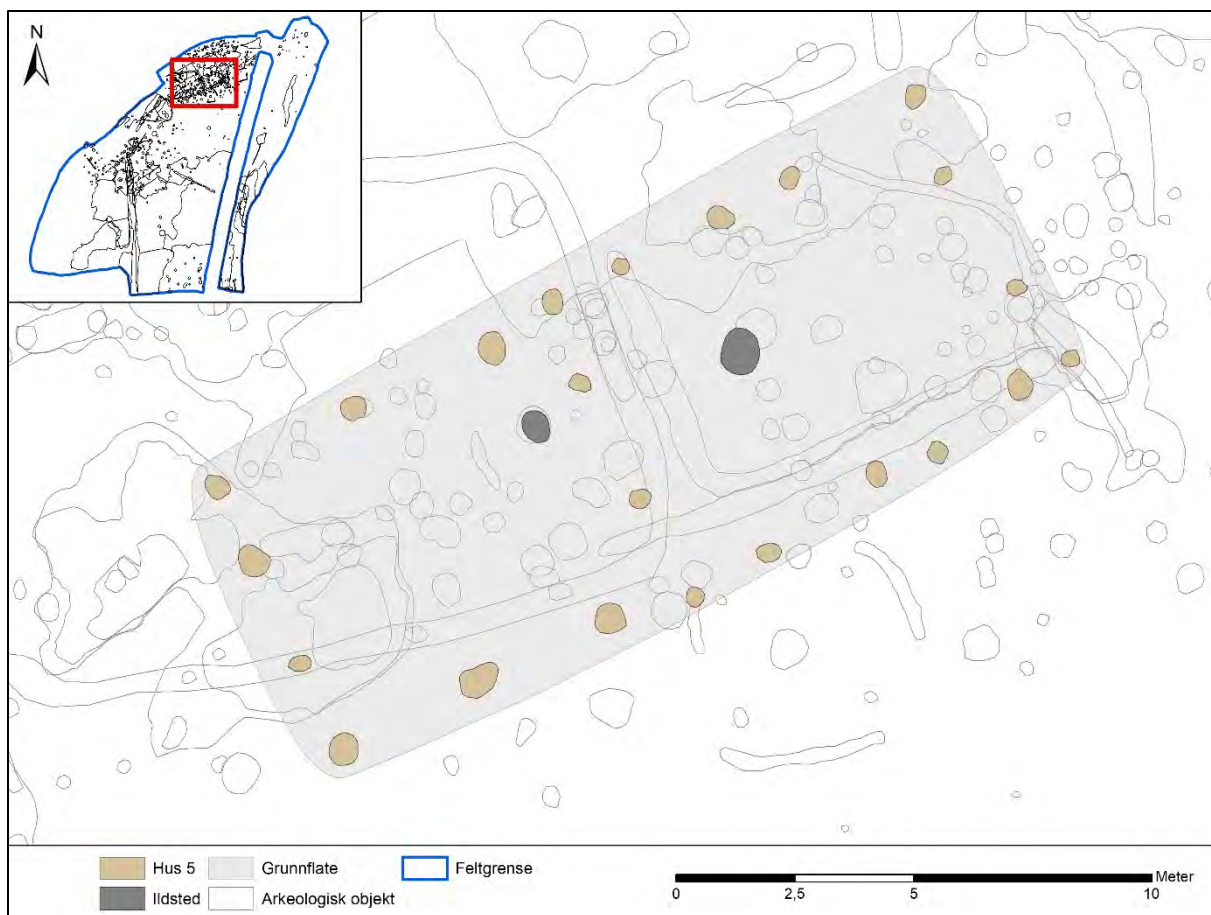 N
Hus 5
Grunnflate
Feltgrense
Ildsted
Arkeologisk objekt
Meter
0
2,5
5
10